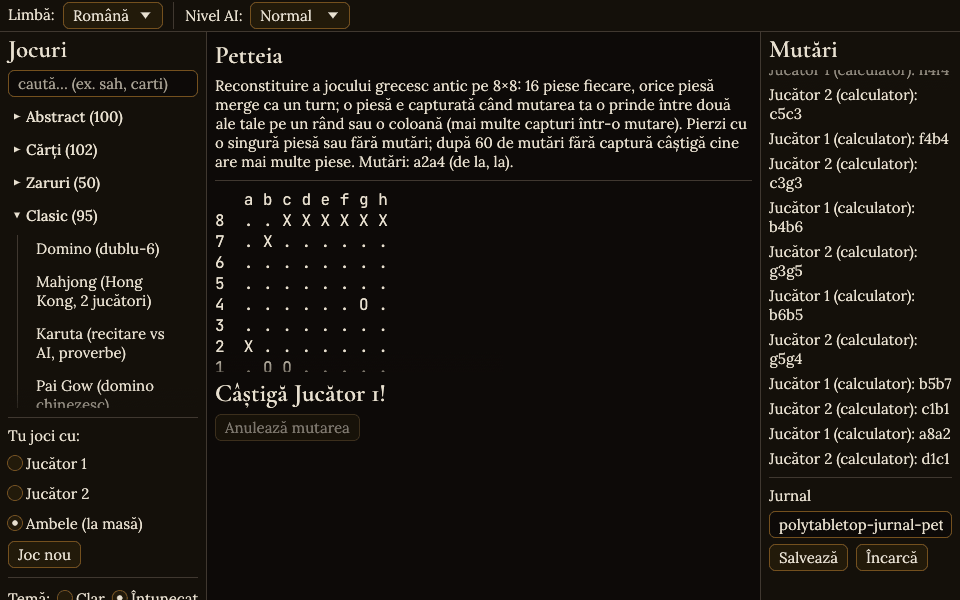 Limbă: Română ▼ Nivel AI: Normal ▼
Jocuri
caută... (ex. sah, carti)
▸ Abstract (100)
▸ Cărți (102)
▸ Zaruri (50)
▾ Clasic (95)
Domino (dublu-6)
Mahjong (Hong
Kong, 2 jucători)
Karuta (recitare vs
AI, proverbe)
Pai Gow (domino
chinezesc)
Tu joci cu:
Jucător 1
Jucător 2
Ambele (la masă)
Joc nou
Temă: Clar Întunecat
Petteia
Reconstituire a jocului grecesc antic pe 8×8: 16 piese fiecare, orice piesă
merge ca un turn; o piesă e capturată când mutarea ta o prinde între două
ale tale pe un rând sau o coloană (mai multe capturi într-o mutare). Pierzi cu
o singură piesă sau fără mutări; după 60 de mutări fără captură câștigă cine
are mai multe piese. Mutări: a2a4 (de la, la).
a b c d e f g h
8 . . X X X X X X
7 . X . . . . . .
6 . . . . . . . .
5 . . . . . . . .
4 . . . . . . O .
3 . . . . . . . .
2 X . . . . . . .
1 . O O . . . . .
Câștigă Jucător 1!
Anulează mutarea
Mutări
Jucător 2 (calculator):
c5c3
Jucător 1 (calculator): f4b4
Jucător 2 (calculator):
c3g3
Jucător 1 (calculator):
b4b6
Jucător 2 (calculator):
g3g5
Jucător 1 (calculator):
b6b5
Jucător 2 (calculator):
g5g4
Jucător 1 (calculator): b5b7
Jucător 2 (calculator): c1b1
Jucător 1 (calculator): a8a2
Jucător 2 (calculator): d1c1
Jurnal
polytabletop-jurnal-pet
Salvează Încarcă